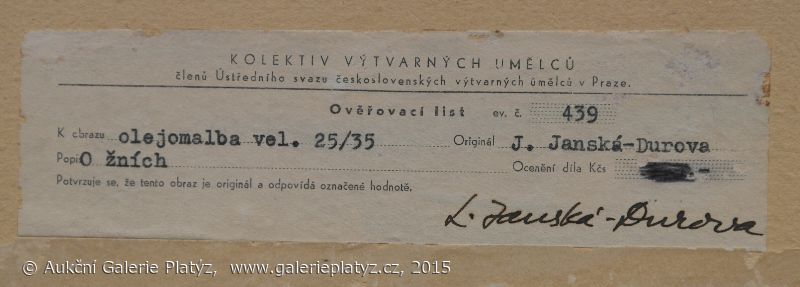 KOLEKTIV VÝTVARNÝCH UMĚLCŮ
členů Ústředního svazu československých výtvarných umělců v Praze.
Ověřovací list ev. č. 439
K obrazu olejomalba vel. 25/35 Originál J. Janská-Durova
Popis O žních Ocenění díla Kčs
Potvrzuje se, že tento obraz je originál a odpovídá označené hodnotě.
L. Janská-Durova
© Aukční Galerie Platýz, www.galerieplatyz.cz, 2015